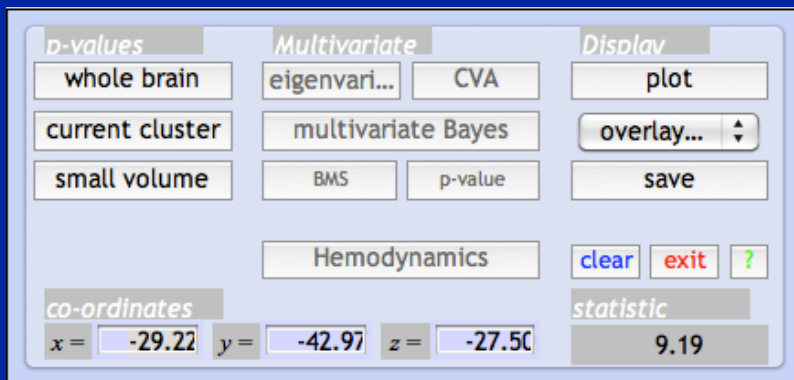 p-values Multivariate Display
whole brain eigenvari... CVA plot
current cluster multivariate Bayes overlay...
small volume BMS p-value save
Hemodynamics clear exit ?
co-ordinates statistic
x = -29.22 y = -42.97 z = -27.50 9.19